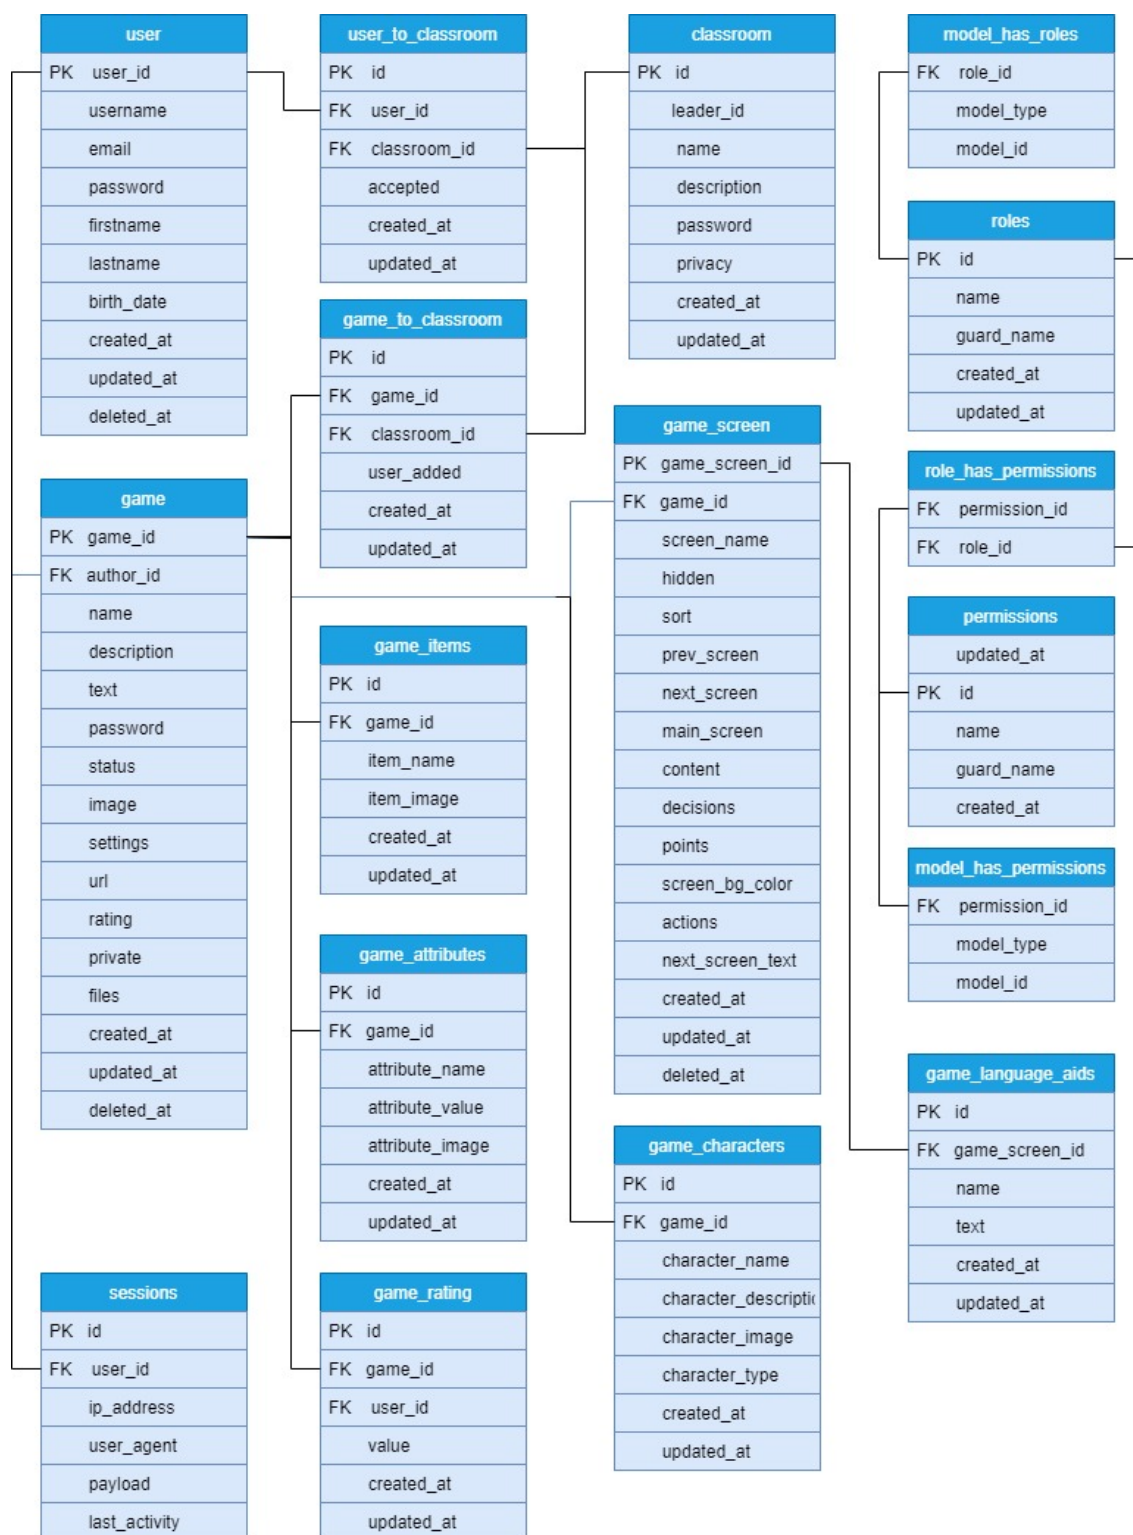 user
PK user_id
username
email
password
firstname
lastname
birth_date
created_at
updated_at
deleted_at
game
PK game_id
FK author_id
name
description
text
password
status
image
settings
url
rating
private
files
created_at
updated_at
deleted_at
sessions
PK id
FK user_id
ip_address
user_agent
payload
last_activity
user_to_classroom
PK id
FK user_id
FK classroom_id
accepted
created_at
updated_at
game_to_classroom
PK id
FK game_id
FK classroom_id
user_added
created_at
updated_at
game_items
PK id
FK game_id
item_name
item_image
created_at
updated_at
game_attributes
PK id
FK game_id
attribute_name
attribute_value
attribute_image
created_at
updated_at
game_rating
PK id
FK game_id
FK user_id
value
created_at
updated_at
classroom
PK id
leader_id
name
description
password
privacy
created_at
updated_at
game_screen
PK game_screen_id
FK game_id
screen_name
hidden
sort
prev_screen
next_screen
main_screen
content
decisions
points
screen_bg_color
actions
next_screen_text
created_at
updated_at
deleted_at
game_characters
PK id
FK game_id
character_name
character_descripti
character_image
character_type
created_at
updated_at
model_has_roles
FK role_id
model_type
model_id
roles
PK id
name
guard_name
created_at
updated_at
role_has_permissions
FK permission_id
FK role_id
permissions
updated_at
PK id
name
guard_name
created_at
model_has_permissions
FK permission_id
model_type
model_id
game_language_aids
PK id
FK game_screen_id
name
text
created_at
updated_at